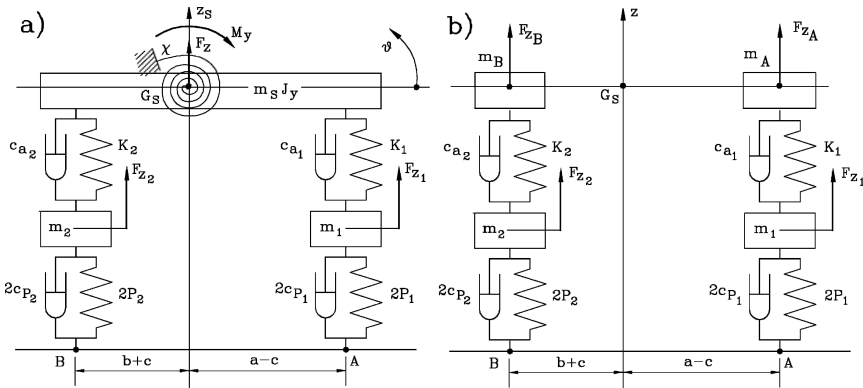 a)
z_S
M_y
F_z
χ
ϑ
G_S
m_S J_y
c_a2
K_2
F_z2
c_a1
K_1
F_z1
m_2
m_1
2c_P2
2P_2
2c_P1
2P_1
B
b+c
a−c
A
b)
z
F_zB
F_zA
m_B
m_A
G_S
c_a2
K_2
F_z2
c_a1
K_1
F_z1
m_2
m_1
2c_P2
2P_2
2c_P1
2P_1
B
b+c
a−c
A